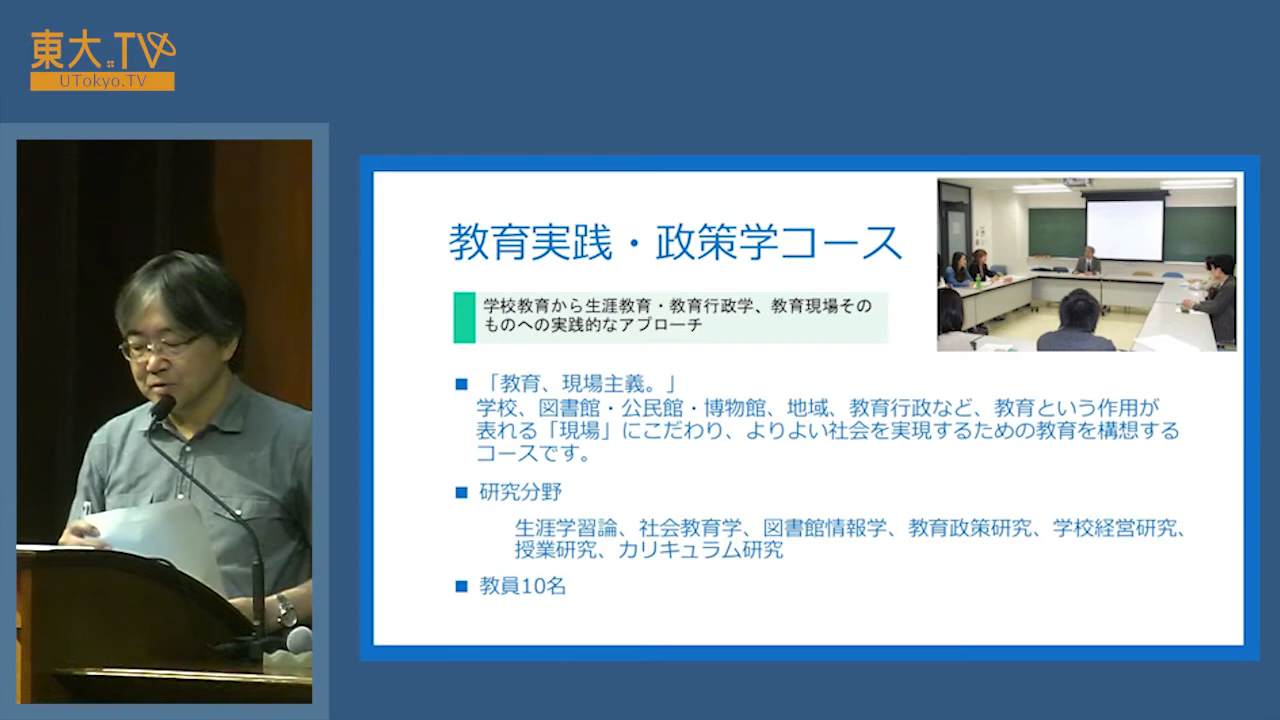 東大.TV
UTokyo.TV
教育実践・政策学コース
学校教育から生涯教育・教育行政学、教育現場その
ものへの実践的なアプローチ
■ 「教育、現場主義。」
学校、図書館・公民館・博物館、地域、教育行政など、教育という作用が
表れる「現場」にこだわり、よりよい社会を実現するための教育を構想する
コースです。
■ 研究分野
生涯学習論、社会教育学、図書館情報学、教育政策研究、学校経営研究、
授業研究、カリキュラム研究
■ 教員10名